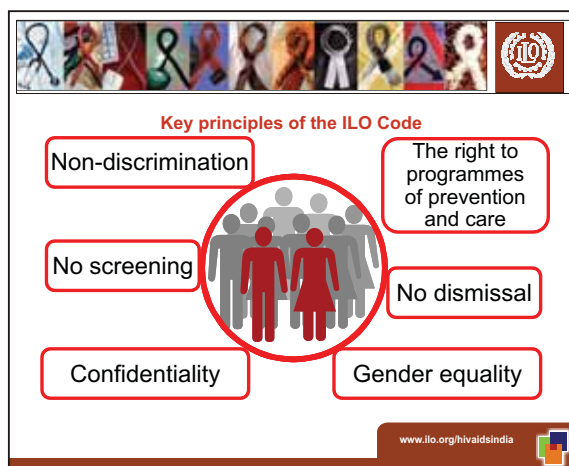 ILO
Key principles of the ILO Code
Non-discrimination
The right to
programmes
of prevention
and care
No screening
No dismissal
Confidentiality
Gender equality
www.ilo.org/hivaidsindia